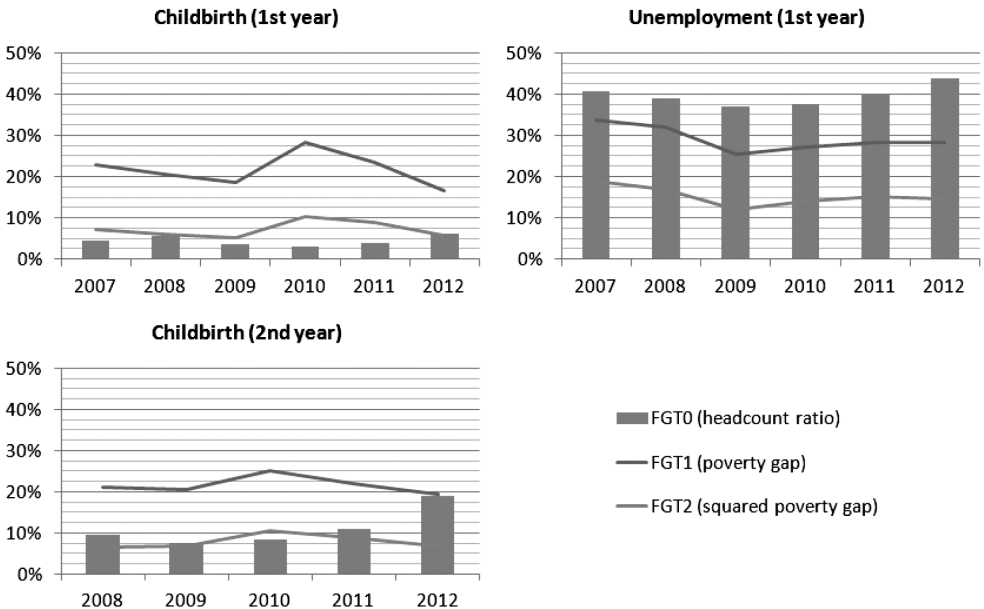 Childbirth (1st year)
50%
40%
30%
20%
10%
0%
2007 2008 2009 2010 2011 2012
Unemployment (1st year)
50%
40%
30%
20%
10%
0%
2007 2008 2009 2010 2011 2012
Childbirth (2nd year)
50%
40%
30%
20%
10%
0%
2008 2009 2010 2011 2012
FGT0 (headcount ratio)
FGT1 (poverty gap)
FGT2 (squared poverty gap)